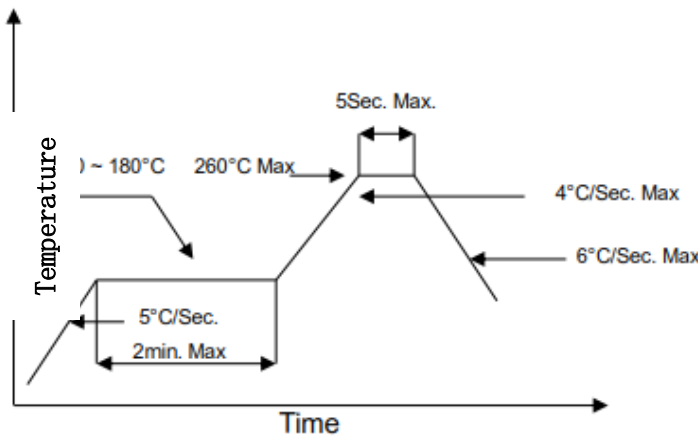 5Sec. Max.
~ 180°C
260°C Max
4°C/Sec. Max
6°C/Sec. Max
Temperature
5°C/Sec.
2min. Max
Time